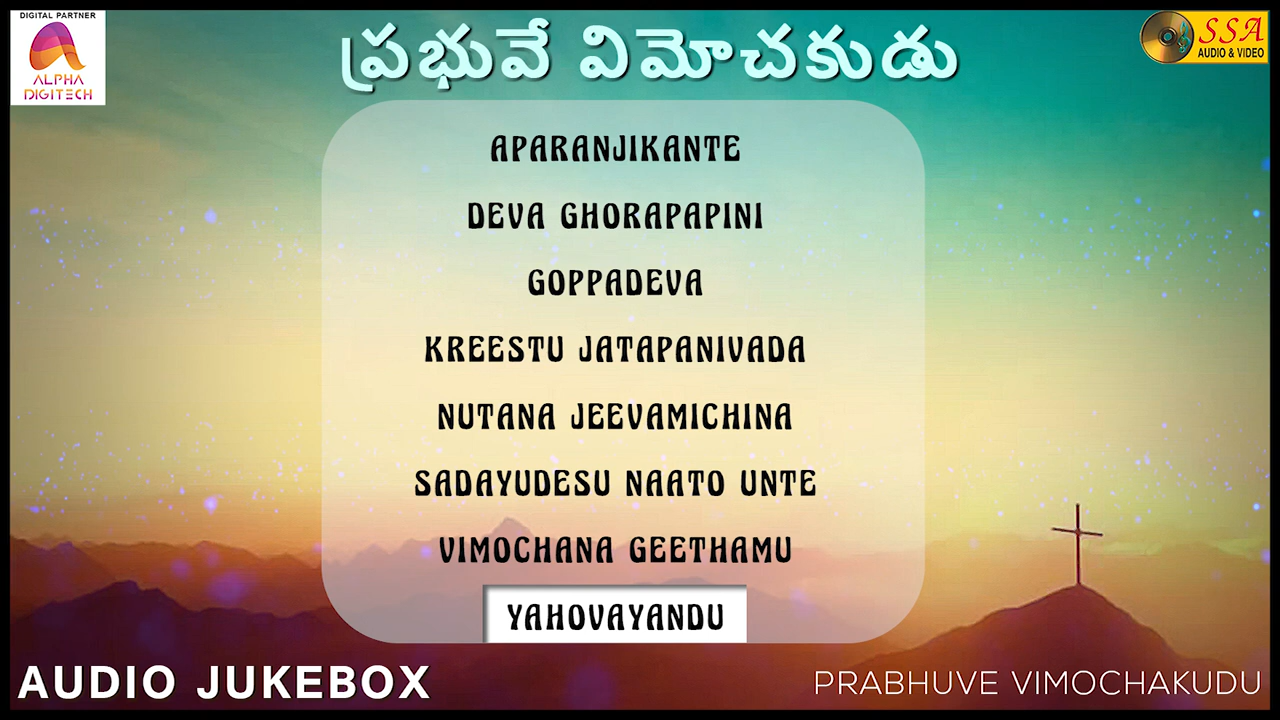 DIGITAL PARTNER
ALPHA
DIGITECH
ప్రభువే విమోచకుడు
SSA
AUDIO & VIDEO
APARANJIKANTE
DEVA GHORAPAPINI
GOPPADEVA
KREESTU JATAPANIVADA
NUTANA JEEVAMICHINA
SADAYUDESU NAATO UNTE
VIMOCHANA GEETHAMU
YAHOVAYANDU
AUDIO JUKEBOX
PRABHUVE VIMOCHAKUDU